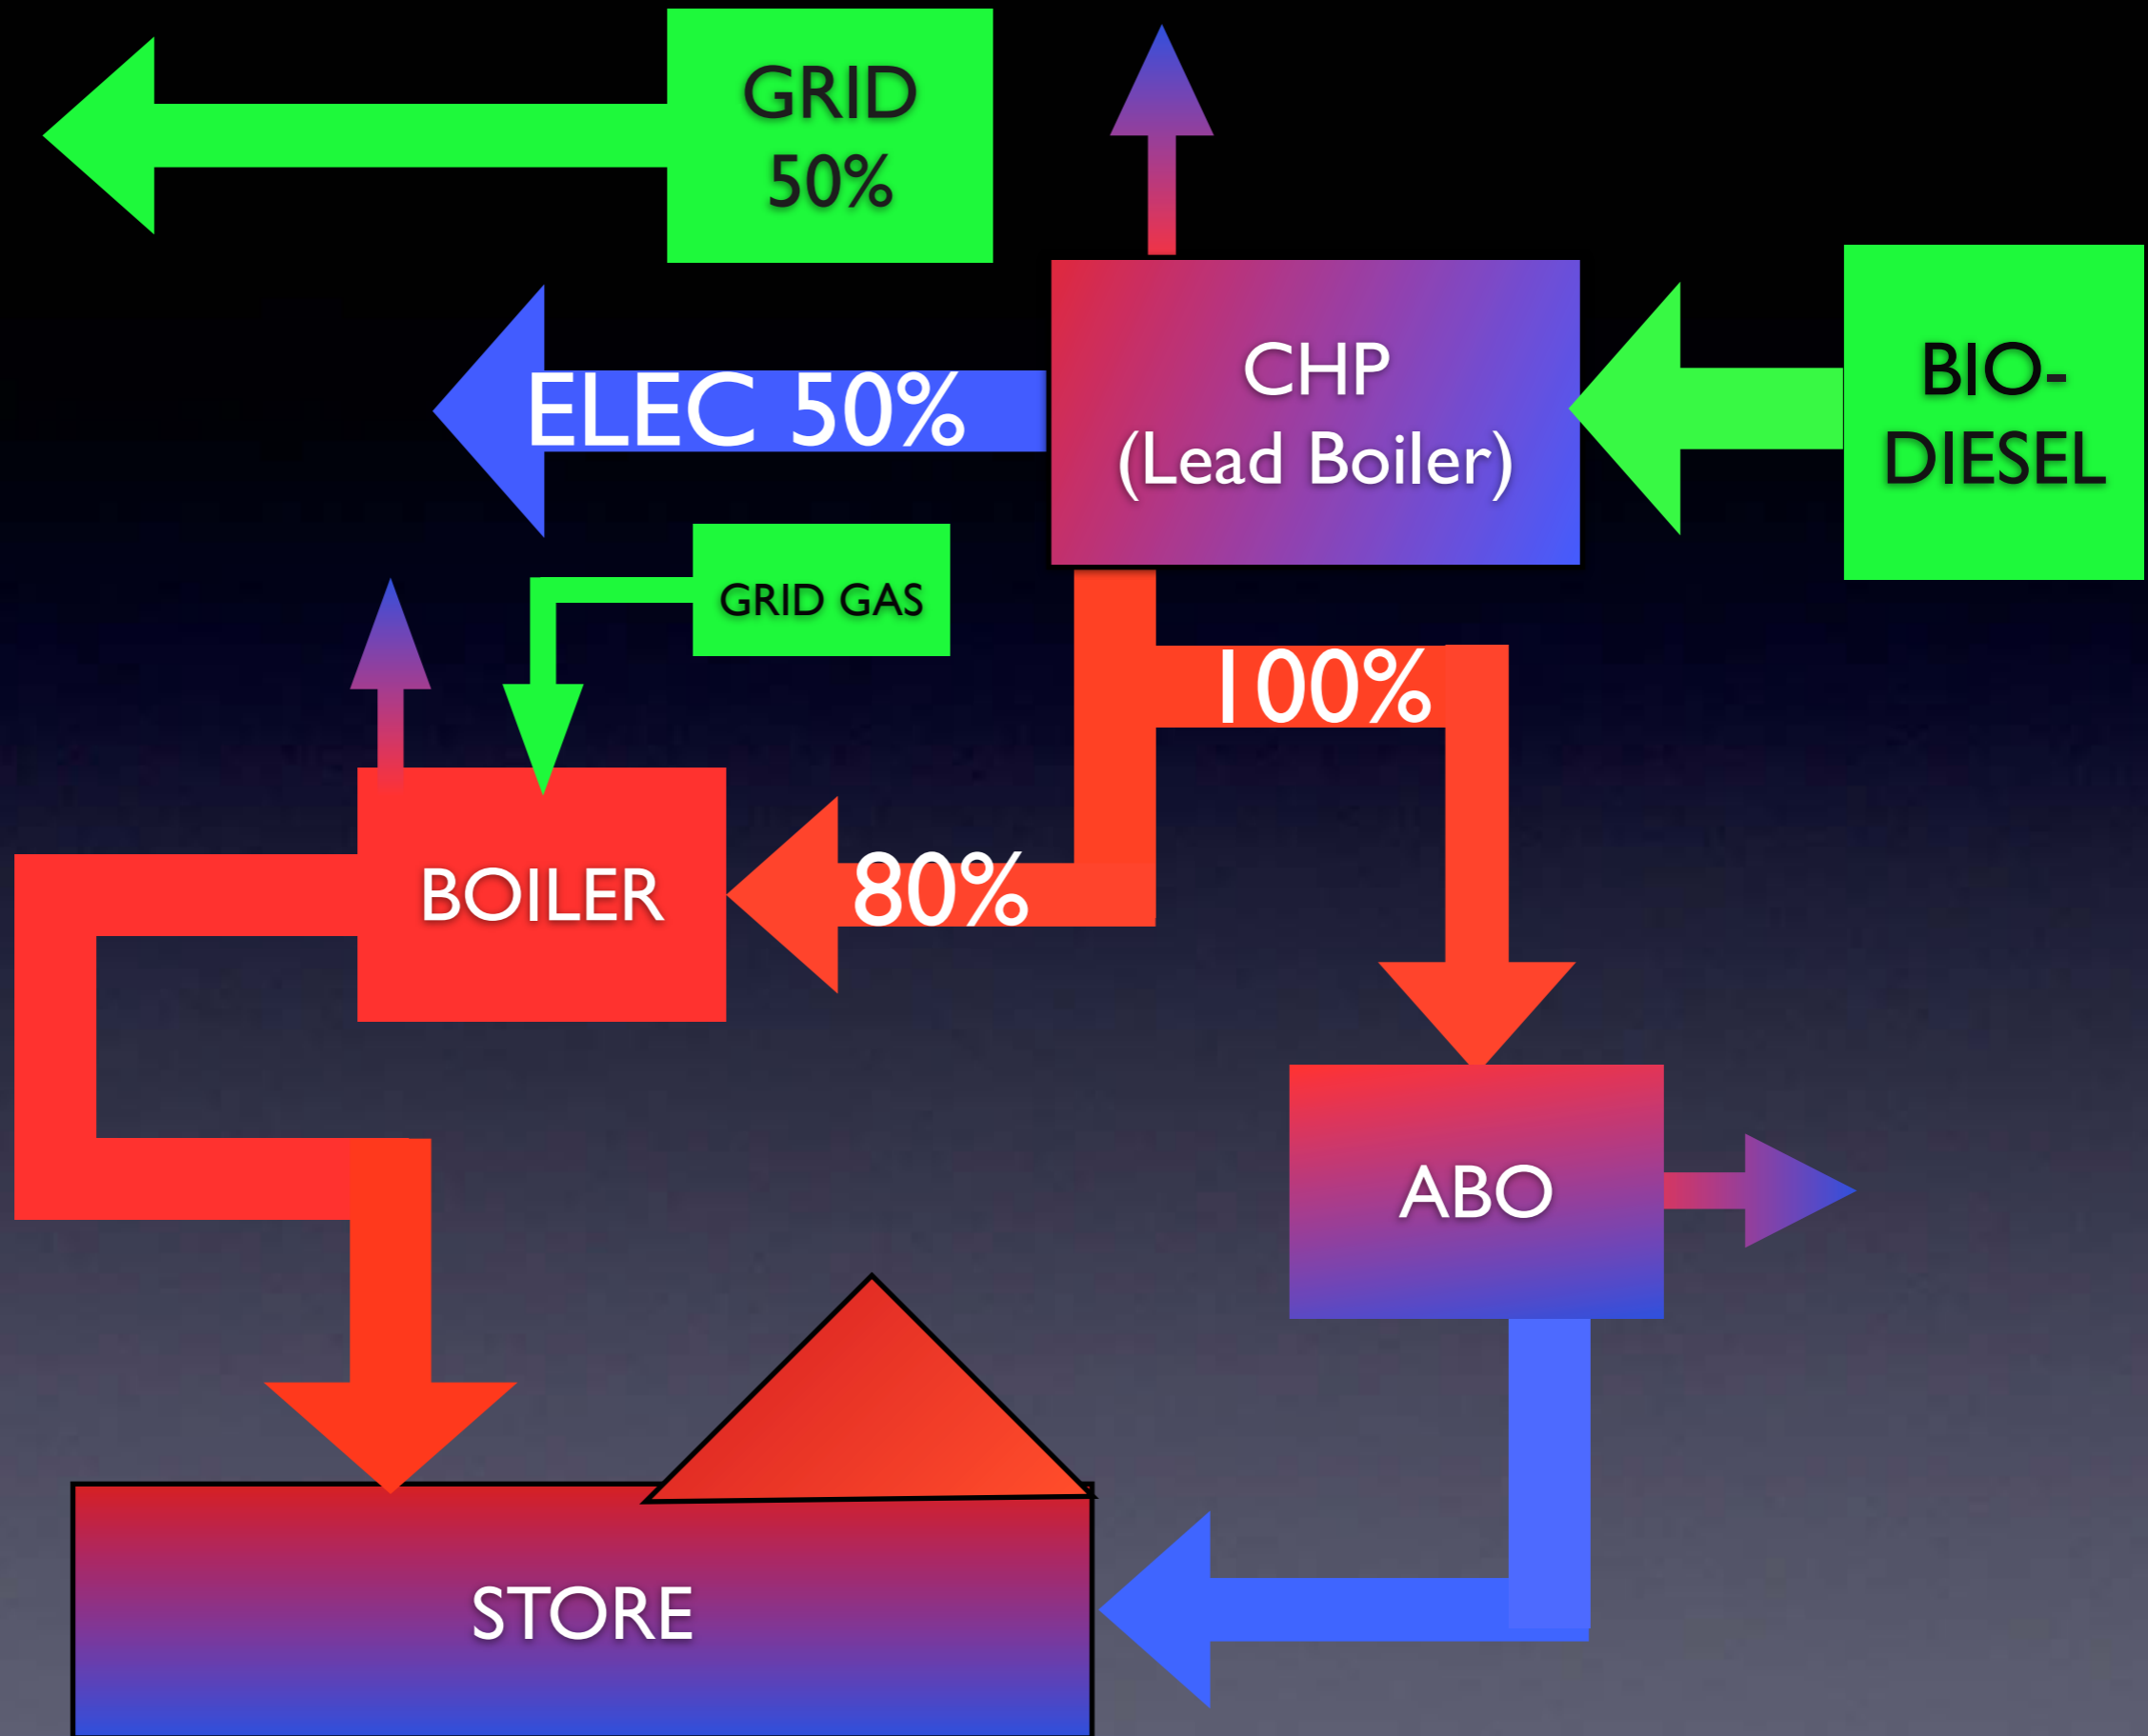 GRID
50%
ELEC 50%
CHP
(Lead Boiler)
BIO-
DIESEL
GRID GAS
100%
BOILER
80%
ABO
STORE